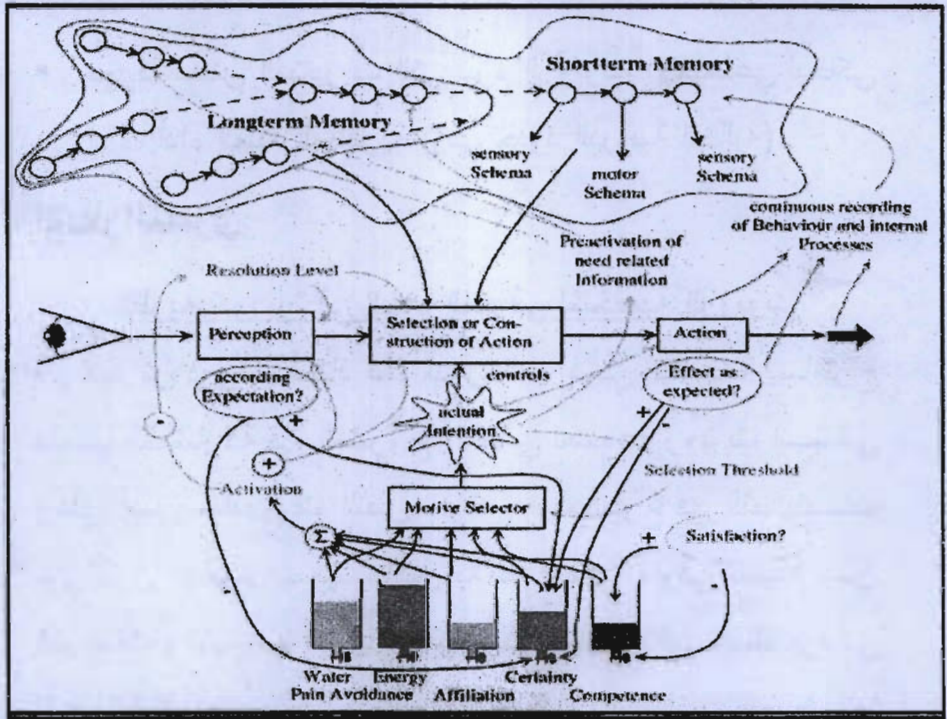 Shortterm Memory
Longterm Memory
sensory
Schema
motor
Schema
sensory
Schema
continuous recording
of Behaviour and internal
Processes
Preactivation of
need related
Information
Resolution Level
Perception
Selection or Con-
struction of Action
Action
according
Expectation?
controls
Effect as
expected?
+
actual
Intention
+
-
-
+
Activation
Selection Threshold
Motive Selector
Σ
+
Satisfaction?
-
-
Water
Energy
Certainty
Pain Avoidance
Affiliation
Competence